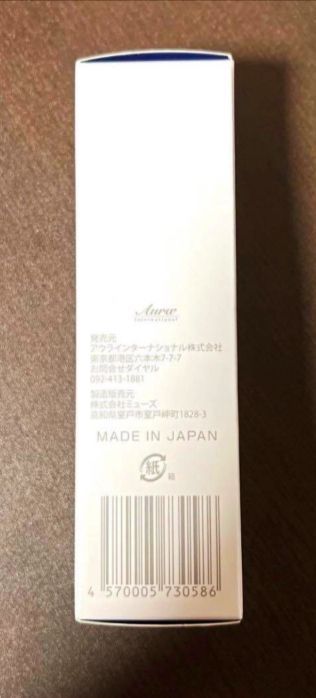 Aurw
International
発売元
アウラインターナショナル株式会社
東京都港区六本木7-7-7
お問合せダイヤル
092-413-1881
製造販売元
株式会社ミューズ
高知県室戸市室戸岬町1828-3
MADE IN JAPAN
紙
箱
4 570005 730586